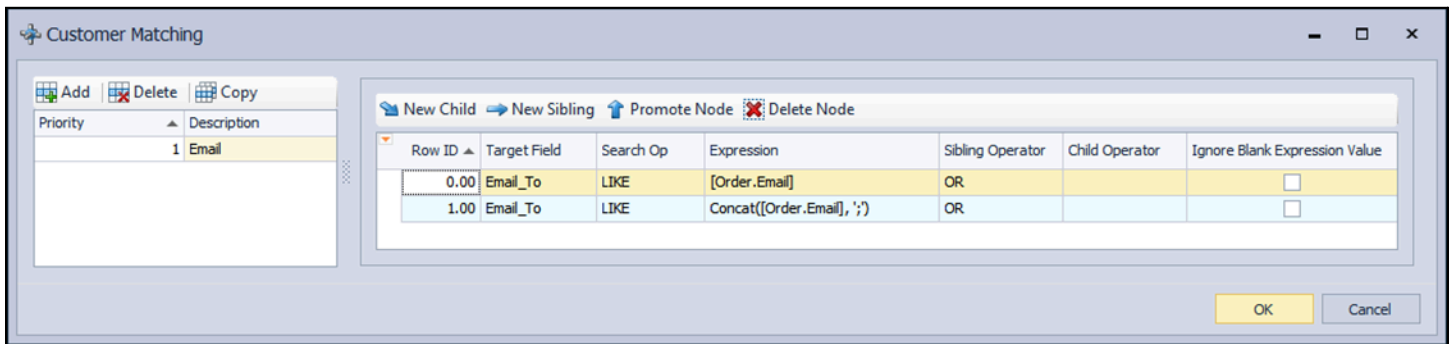 Customer Matching
Add Delete Copy
Priority Description
1 Email
New Child New Sibling Promote Node Delete Node
Row ID Target Field Search Op Expression Sibling Operator Child Operator Ignore Blank Expression Value
0.00 Email_To LIKE [Order.Email] OR
1.00 Email_To LIKE Concat([Order.Email], ';') OR
OK Cancel